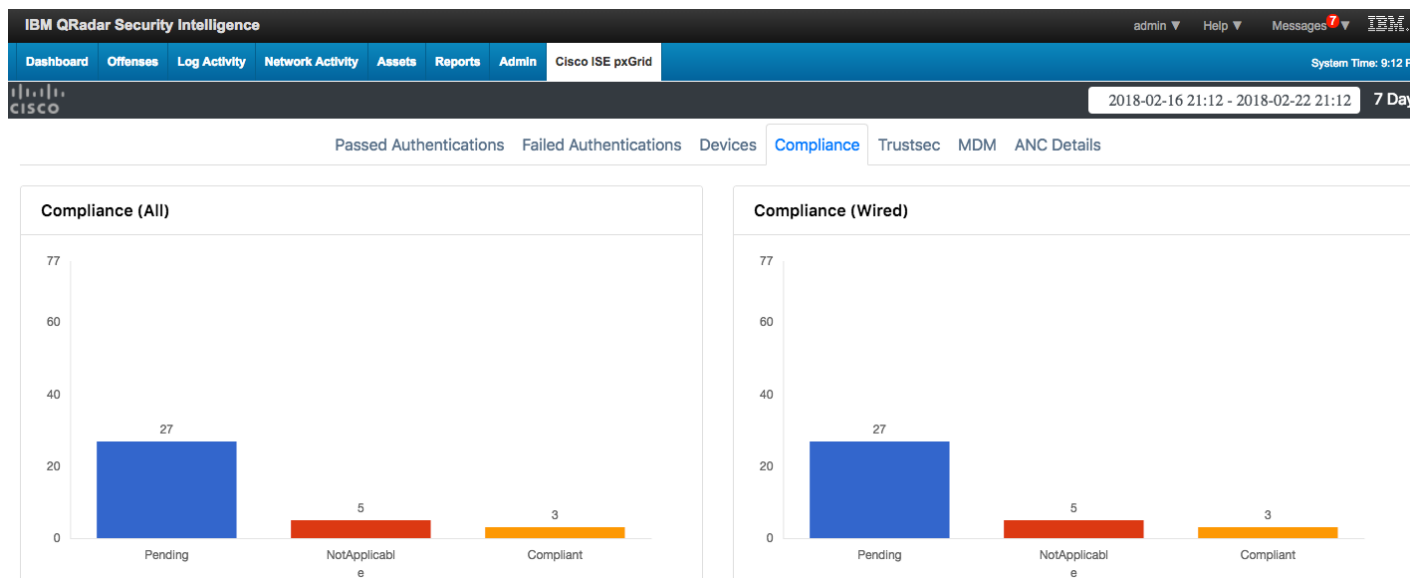 IBM QRadar Security Intelligence
admin ▼ Help ▼ Messages 7 ▼ IBM.
Dashboard Offenses Log Activity Network Activity Assets Reports Admin Cisco ISE pxGrid
System Time: 9:12 P
CISCO
2018-02-16 21:12 - 2018-02-22 21:12 7 Day
Passed Authentications Failed Authentications Devices Compliance Trustsec MDM ANC Details
Compliance (All)
77
60
40
20
0
27
5
3
Pending
NotApplicabl
e
Compliant
Compliance (Wired)
77
60
40
20
0
27
5
3
Pending
NotApplicabl
e
Compliant